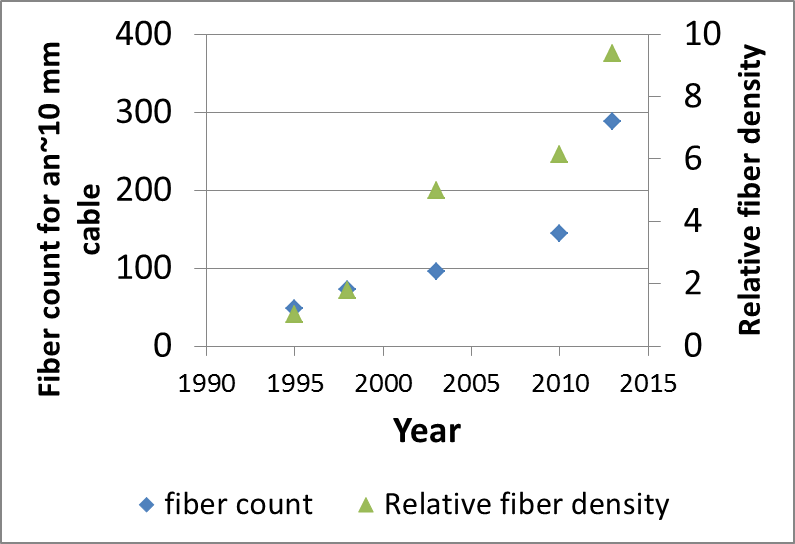 Fiber count for an~10 mm
cable
400
300
200
100
0
10
8
6
4
2
0
Relative fiber density
1990 1995 2000 2005 2010 2015
Year
fiber count Relative fiber density